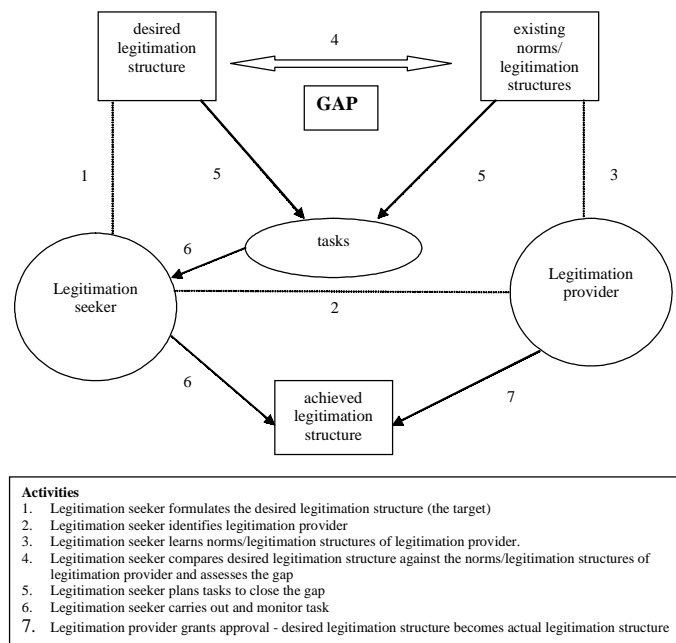 desired
legitimation
structure
4
existing
norms/
legitimation
structures
GAP
1
5
5
3
tasks
6
Legitimation
seeker
2
Legitimation
provider
6
achieved
legitimation
structure
7
Activities
1. Legitimation seeker formulates the desired legitimation structure (the target)
2. Legitimation seeker identifies legitimation provider
3. Legitimation seeker learns norms/legitimation structures of legitimation provider.
4. Legitimation seeker compares desired legitimation structure against the norms/legitimation structures of
legitimation provider and assesses the gap
5. Legitimation seeker plans tasks to close the gap
6. Legitimation seeker carries out and monitor task
7. Legitimation provider grants approval - desired legitimation structure becomes actual legitimation structure